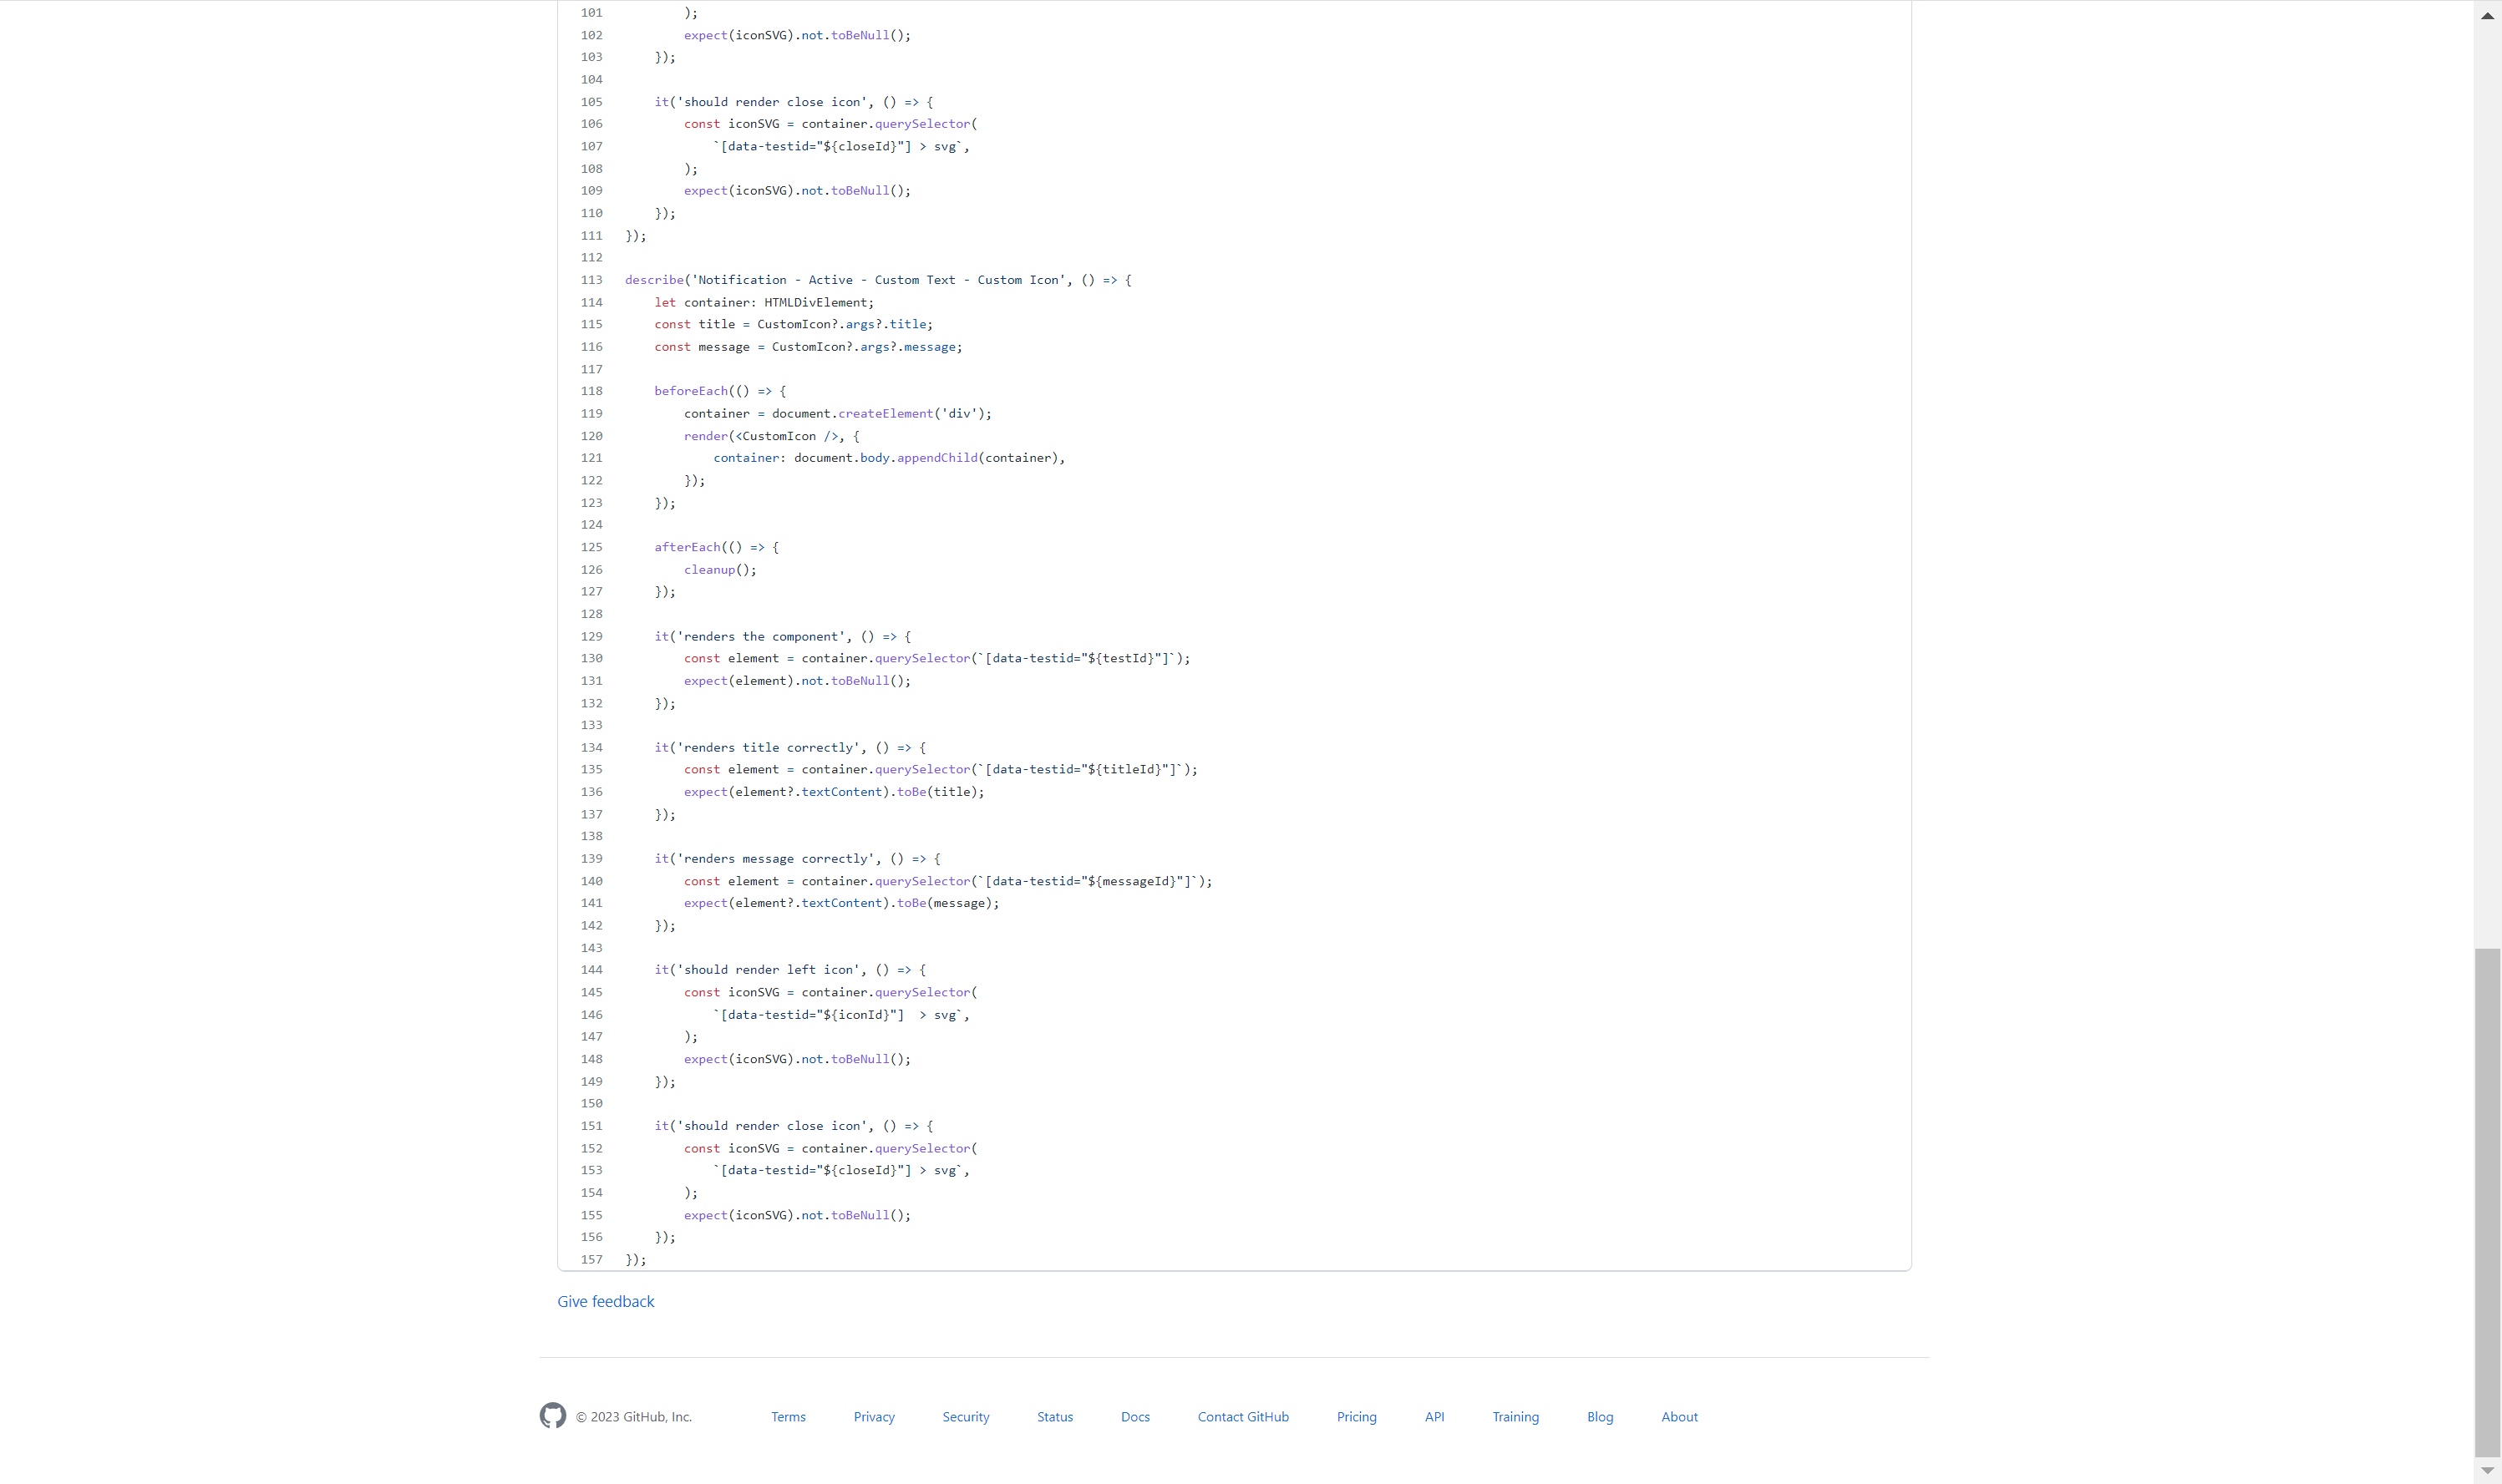 101             );
102             expect(iconSVG).not.toBeNull();
103         });
104
105         it('should render close icon', () => {
106             const iconSVG = container.querySelector(
107                 `[data-testid="${closeId}"] > svg`,
108             );
109             expect(iconSVG).not.toBeNull();
110         });
111     });
112
113     describe('Notification - Active - Custom Text - Custom Icon', () => {
114         let container: HTMLDivElement;
115         const title = CustomIcon?.args?.title;
116         const message = CustomIcon?.args?.message;
117
118         beforeEach(() => {
119             container = document.createElement('div');
120             render(<CustomIcon />, {
121                 container: document.body.appendChild(container),
122             });
123         });
124
125         afterEach(() => {
126             cleanup();
127         });
128
129         it('renders the component', () => {
130             const element = container.querySelector(`[data-testid="${testId}"]`);
131             expect(element).not.toBeNull();
132         });
133
134         it('renders title correctly', () => {
135             const element = container.querySelector(`[data-testid="${titleId}"]`);
136             expect(element?.textContent).toBe(title);
137         });
138
139         it('renders message correctly', () => {
140             const element = container.querySelector(`[data-testid="${messageId}"]`);
141             expect(element?.textContent).toBe(message);
142         });
143
144         it('should render left icon', () => {
145             const iconSVG = container.querySelector(
146                 `[data-testid="${iconId}"]  > svg`,
147             );
148             expect(iconSVG).not.toBeNull();
149         });
150
151         it('should render close icon', () => {
152             const iconSVG = container.querySelector(
153                 `[data-testid="${closeId}"] > svg`,
154             );
155             expect(iconSVG).not.toBeNull();
156         });
157     });
Give feedback
© 2023 GitHub, Inc. Terms Privacy Security Status Docs Contact GitHub Pricing API Training Blog About